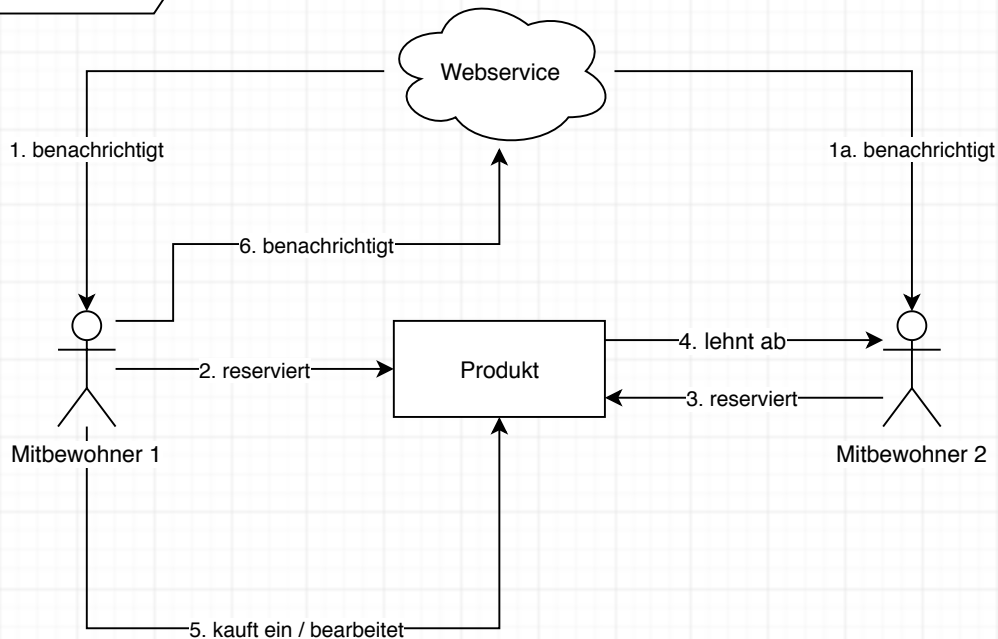 Webservice
1. benachrichtigt
1a. benachrichtigt
6. benachrichtigt
4. lehnt ab
2. reserviert
Produkt
3. reserviert
Mitbewohner 1
Mitbewohner 2
5. kauft ein / bearbeitet